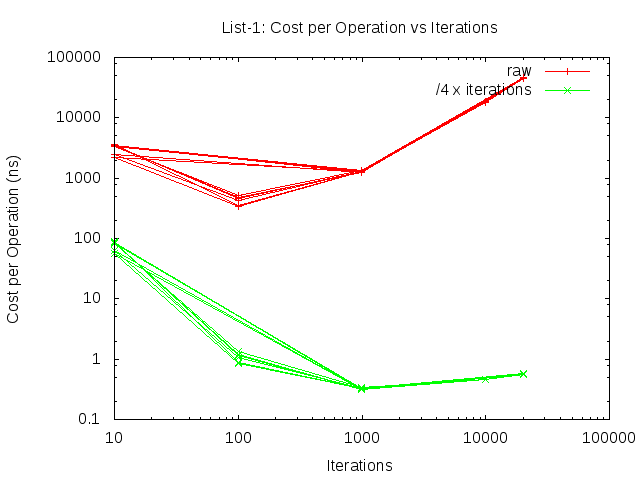 List-1: Cost per Operation vs Iterations
100000
10000
1000
100
10
1
0.1
Cost per Operation (ns)
raw
/4 x iterations
10
100
1000
10000
100000
Iterations